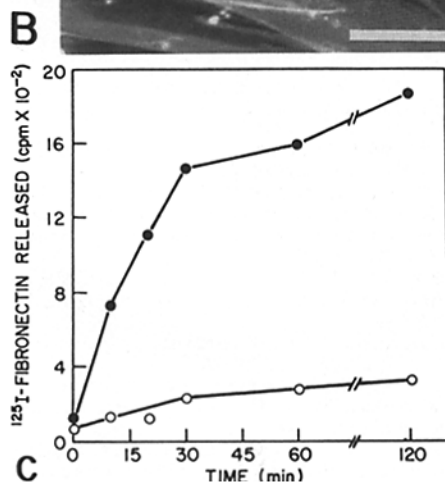 B
20
16
12
8
4
0
¹²⁵I-FIBRONECTIN RELEASED (cpm X 10⁻²)
0 15 30 45 60 120
TIME (min)
C